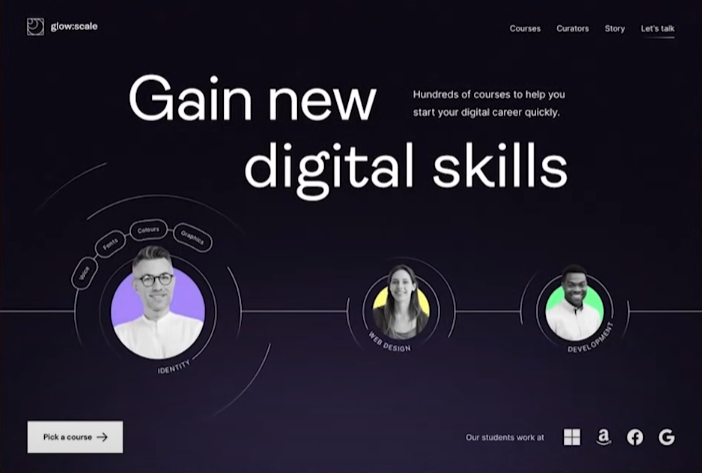 glow:scale
Courses Curators Story Let's talk
Gain new
Hundreds of courses to help you
start your digital career quickly.
digital skills
Voice Fonts Colours Graphics
IDENTITY
WEB DESIGN
DEVELOPMENT
Pick a course
Our students work at